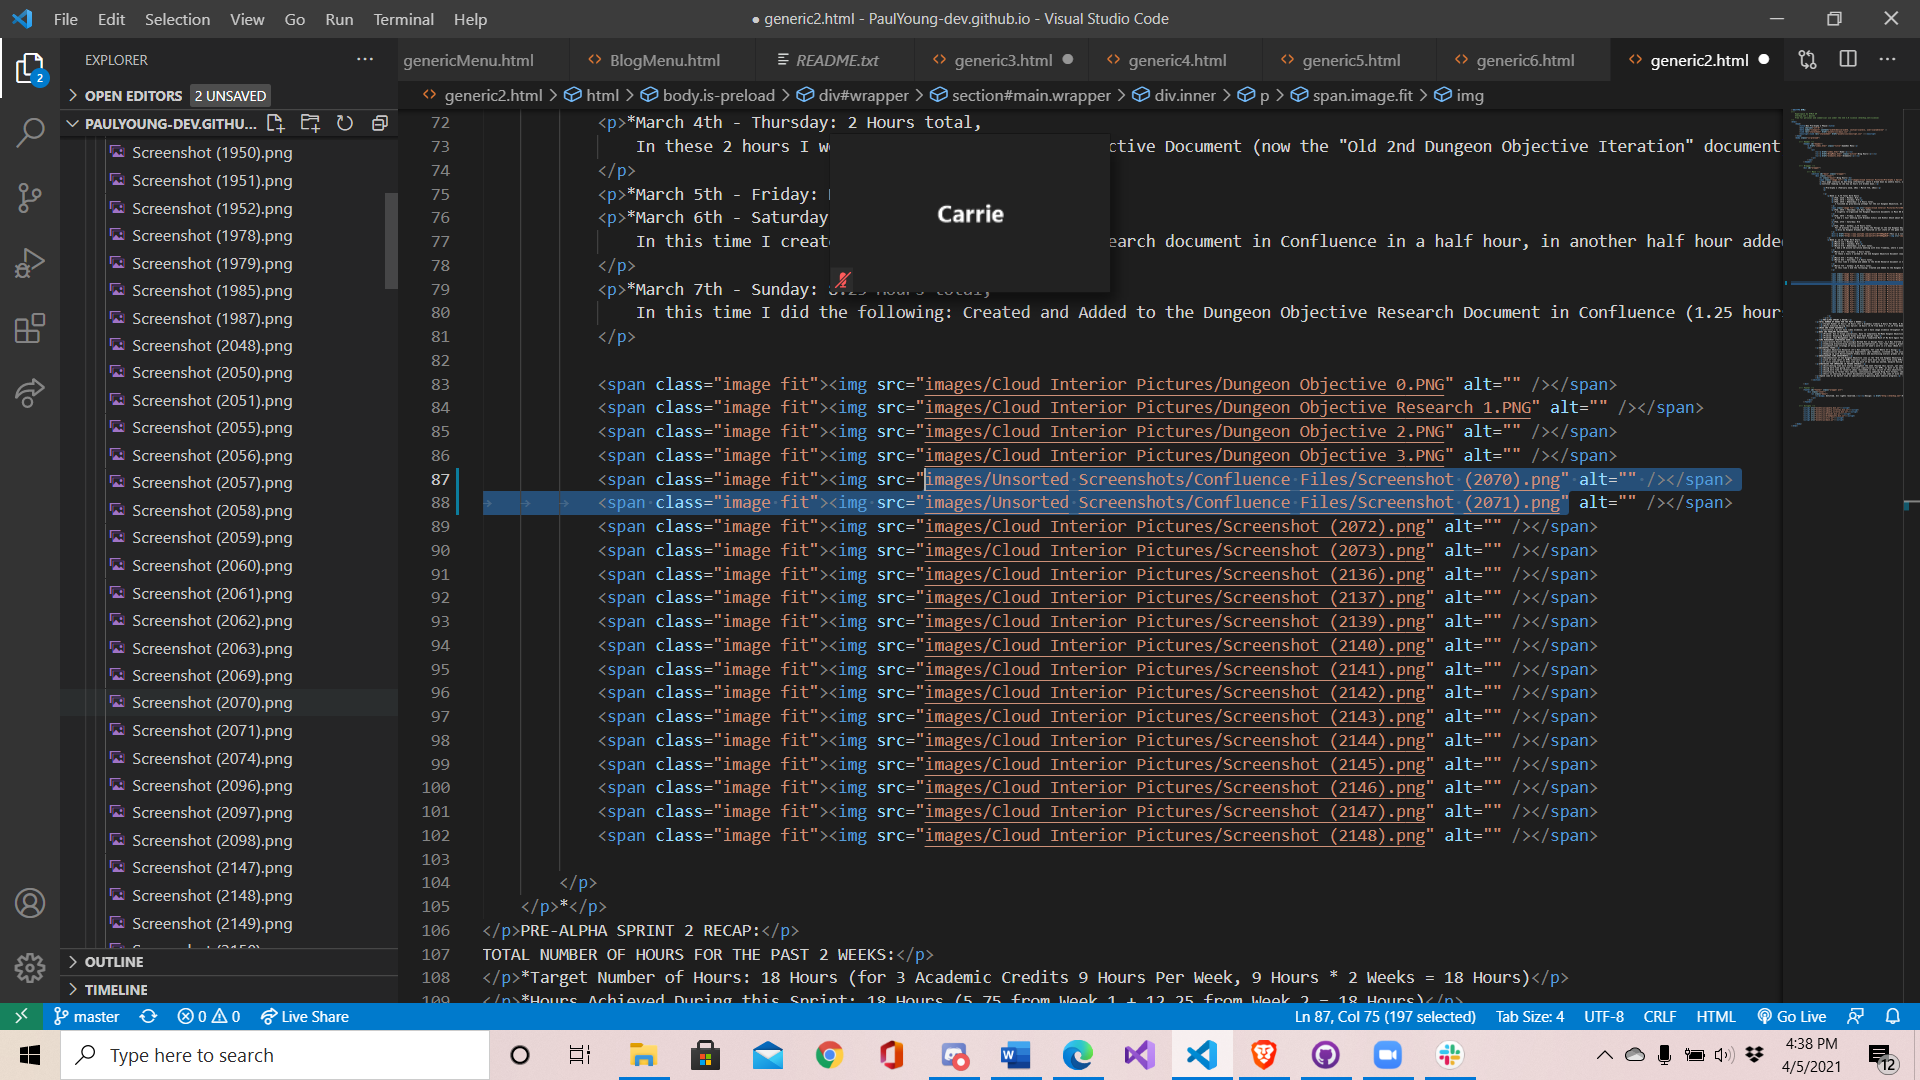 File Edit Selection View Go Run Terminal Help
● generic2.html - PaulYoung-dev.github.io - Visual Studio Code
EXPLORER
genericMenu.html BlogMenu.html README.txt generic3.html generic4.html generic5.html generic6.html generic2.html
OPEN EDITORS 2 UNSAVED
generic2.html > html > body.is-preload > div#wrapper > section#main.wrapper > div.inner > p > span.image.fit > img
2
PAULYOUNG-DEV.GITHU...
Screenshot (1950).png
Screenshot (1951).png
Screenshot (1952).png
Screenshot (1978).png
Screenshot (1979).png
Screenshot (1985).png
Screenshot (1987).png
Screenshot (2048).png
Screenshot (2050).png
Screenshot (2051).png
Screenshot (2055).png
Screenshot (2056).png
Screenshot (2057).png
Screenshot (2058).png
Screenshot (2059).png
Screenshot (2060).png
Screenshot (2061).png
Screenshot (2062).png
Screenshot (2063).png
Screenshot (2069).png
Screenshot (2070).png
Screenshot (2071).png
Screenshot (2074).png
Screenshot (2096).png
Screenshot (2097).png
Screenshot (2098).png
Screenshot (2147).png
Screenshot (2148).png
Screenshot (2149).png
OUTLINE
TIMELINE
72 <p>*March 4th - Thursday: 2 Hours total,
73 In these 2 hours I ctive Document (now the "Old 2nd Dungeon Objective Iteration" document
74 </p>
75 <p>*March 5th - Friday:
76 <p>*March 6th - Saturday
77 In this time I search document in Confluence in a half hour, in another half hour
78 </p>
79 <p>*March 7th - Sunday: 8.25 Hours total,
80 In this time I did the following: Created and Added to the Dungeon Objective Research Document in Confluence (1.25 hour
81 </p>
82
83 <span class="image fit"><img src="images/Cloud Interior Pictures/Dungeon Objective 0.PNG" alt="" /></span>
84 <span class="image fit"><img src="images/Cloud Interior Pictures/Dungeon Objective Research 1.PNG" alt="" /></span>
85 <span class="image fit"><img src="images/Cloud Interior Pictures/Dungeon Objective 2.PNG" alt="" /></span>
86 <span class="image fit"><img src="images/Cloud Interior Pictures/Dungeon Objective 3.PNG" alt="" /></span>
87 <span class="image fit"><img src="images/Unsorted Screenshots/Confluence Files/Screenshot (2070).png" alt="" /></span>
88 <span class="image fit"><img src="images/Unsorted Screenshots/Confluence Files/Screenshot (2071).png" alt="" /></span>
89 <span class="image fit"><img src="images/Cloud Interior Pictures/Screenshot (2072).png" alt="" /></span>
90 <span class="image fit"><img src="images/Cloud Interior Pictures/Screenshot (2073).png" alt="" /></span>
91 <span class="image fit"><img src="images/Cloud Interior Pictures/Screenshot (2136).png" alt="" /></span>
92 <span class="image fit"><img src="images/Cloud Interior Pictures/Screenshot (2137).png" alt="" /></span>
93 <span class="image fit"><img src="images/Cloud Interior Pictures/Screenshot (2139).png" alt="" /></span>
94 <span class="image fit"><img src="images/Cloud Interior Pictures/Screenshot (2140).png" alt="" /></span>
95 <span class="image fit"><img src="images/Cloud Interior Pictures/Screenshot (2141).png" alt="" /></span>
96 <span class="image fit"><img src="images/Cloud Interior Pictures/Screenshot (2142).png" alt="" /></span>
97 <span class="image fit"><img src="images/Cloud Interior Pictures/Screenshot (2143).png" alt="" /></span>
98 <span class="image fit"><img src="images/Cloud Interior Pictures/Screenshot (2144).png" alt="" /></span>
99 <span class="image fit"><img src="images/Cloud Interior Pictures/Screenshot (2145).png" alt="" /></span>
100 <span class="image fit"><img src="images/Cloud Interior Pictures/Screenshot (2146).png" alt="" /></span>
101 <span class="image fit"><img src="images/Cloud Interior Pictures/Screenshot (2147).png" alt="" /></span>
102 <span class="image fit"><img src="images/Cloud Interior Pictures/Screenshot (2148).png" alt="" /></span>
103
104 </p>
105 </p>*</p>
106 </p>PRE-ALPHA SPRINT 2 RECAP:</p>
107 TOTAL NUMBER OF HOURS FOR THE PAST 2 WEEKS:</p>
108 </p>*Target Number of Hours: 18 Hours (for 3 Academic Credits 9 Hours Per Week, 9 Hours * 2 Weeks = 18 Hours)</p>
109 </p>*Hours Achieved During this Sprint: 18 Hours (5.75 from Week 1 + 12.25 from Week 2 = 18 Hours)</p>
Carrie
master 0 0 Live Share
Ln 87, Col 75 (197 selected) Tab Size: 4 UTF-8 CRLF HTML Go Live
Type here to search
4:38 PM
4/5/2021
12